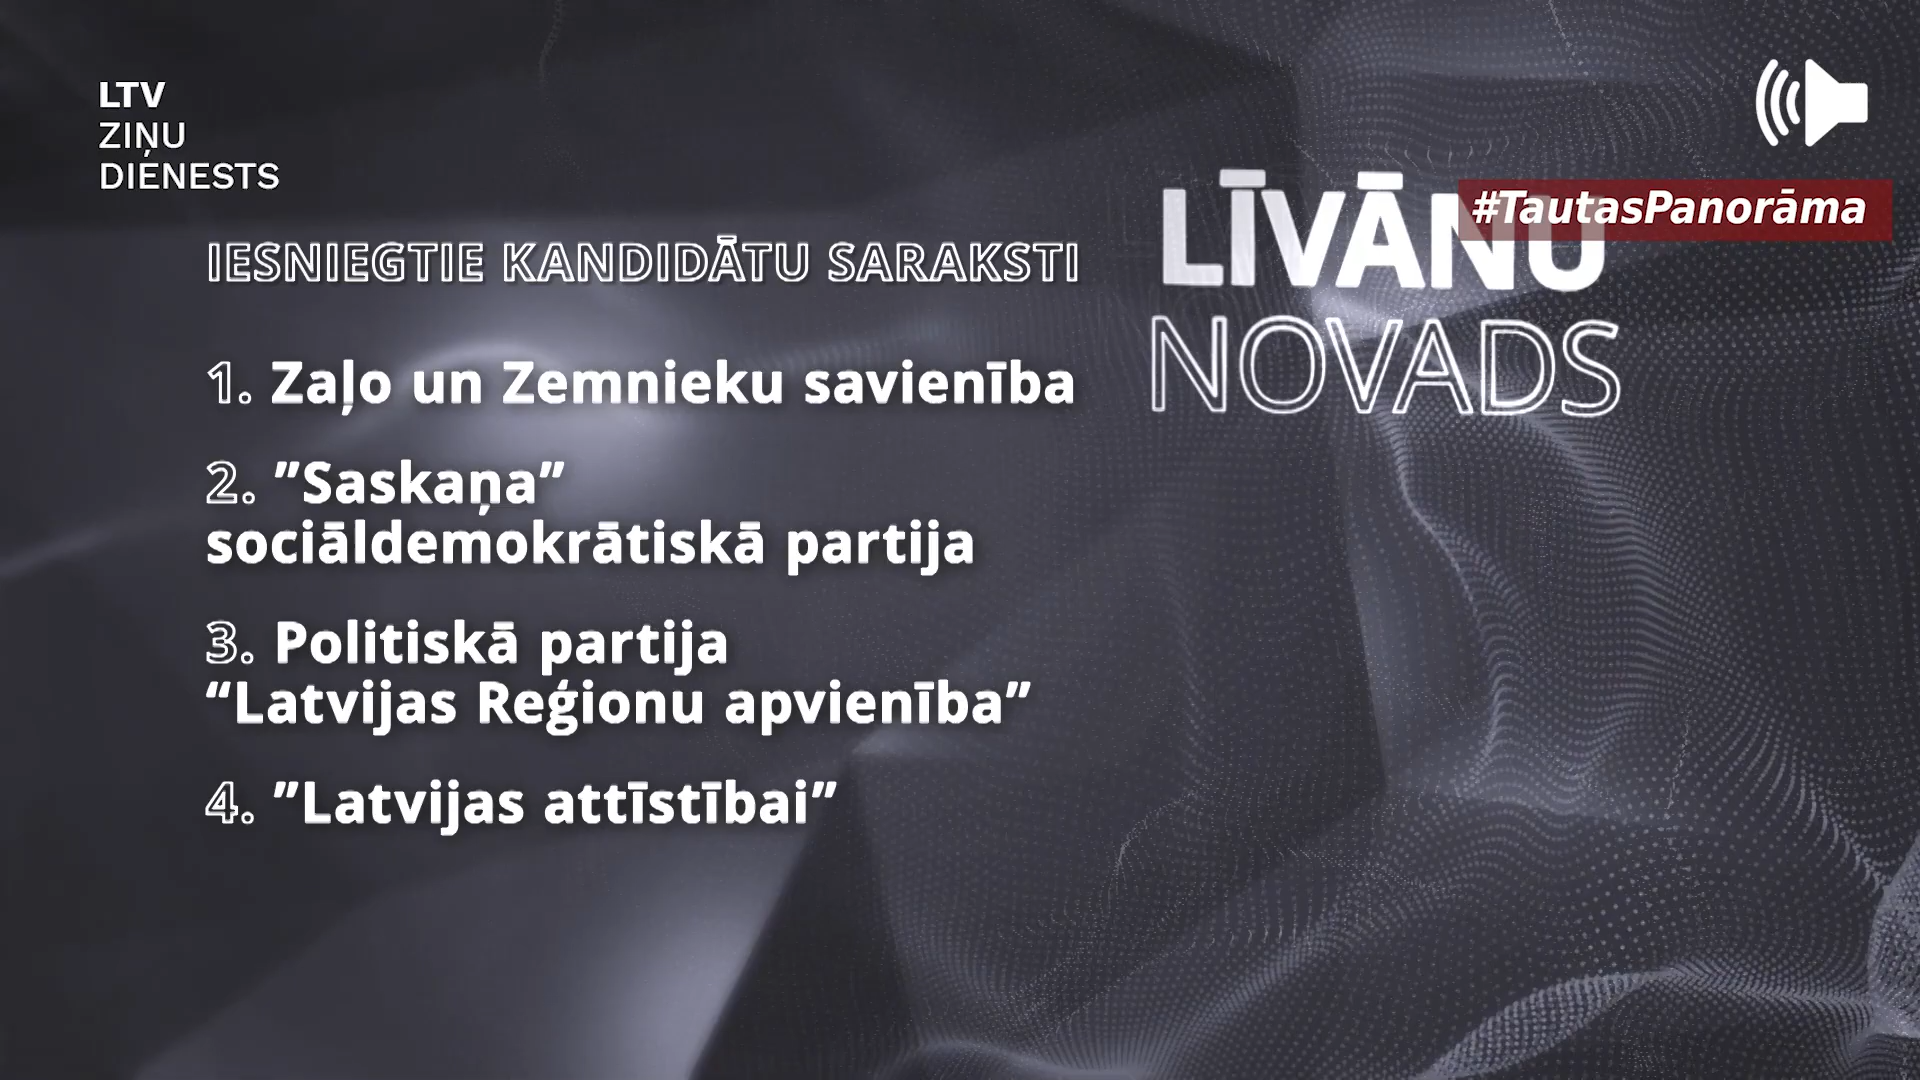 LTV
ZIŅU
DIENESTS
#TautasPanorāma
LĪVĀNU
NOVADS
IESNIEGTIE KANDIDĀTU SARAKSTI
1. Zaļo un Zemnieku savienība
2. ”Saskaņa”
sociāldemokrātiskā partija
3. Politiskā partija
“Latvijas Reģionu apvienība”
4. ”Latvijas attīstībai”